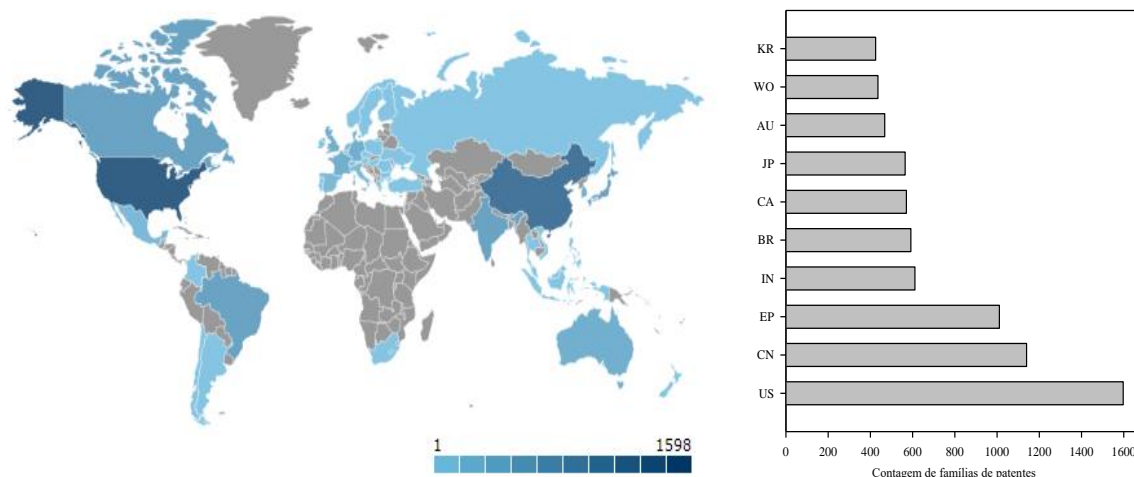 1 1598
KR
WO
AU
JP
CA
BR
IN
EP
CN
US
0 200 400 600 800 1000 1200 1400 1600
Contagem de famílias de patentes